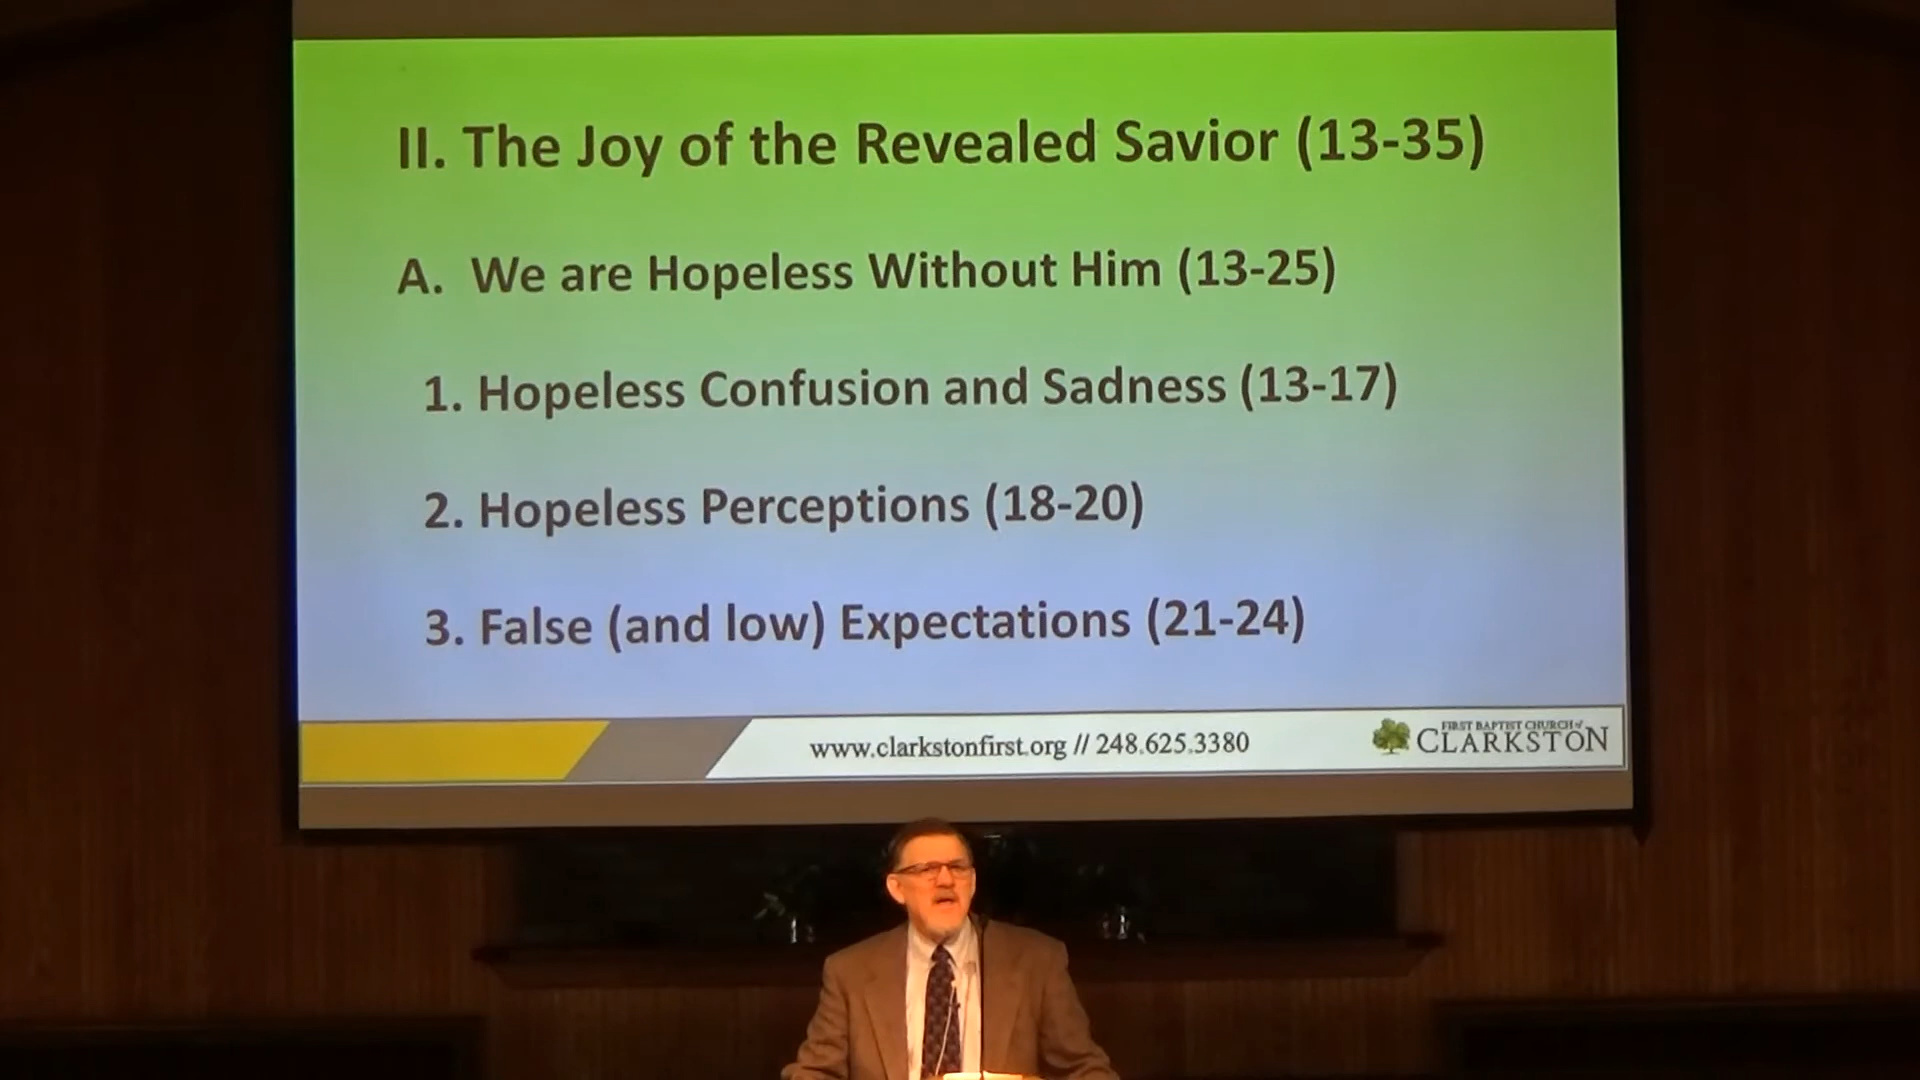 II. The Joy of the Revealed Savior (13-35)
A. We are Hopeless Without Him (13-25)
1. Hopeless Confusion and Sadness (13-17)
2. Hopeless Perceptions (18-20)
3. False (and low) Expectations (21-24)
www.clarkstonfirst.org // 248.625.3380
FIRST BAPTIST CHURCH of
CLARKSTON